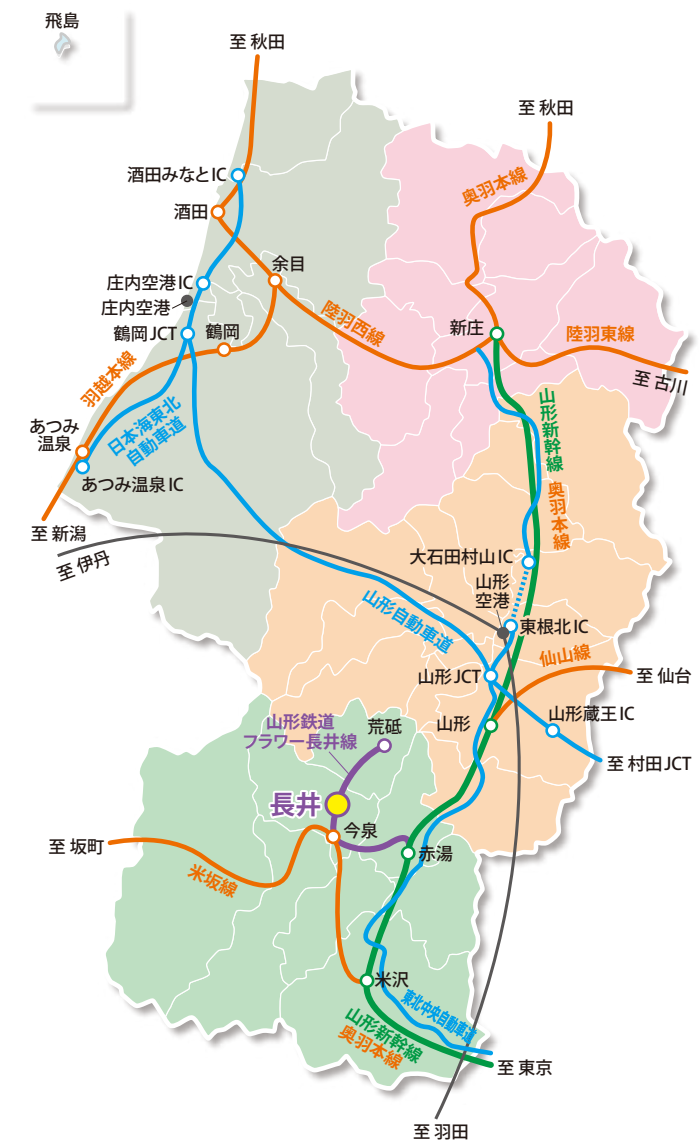 飛島
至 秋田
至 秋田
奥羽本線
酒田みなとIC
酒田
余目
庄内空港IC
庄内空港
陸羽西線
新庄
陸羽東線
鶴岡JCT
鶴岡
羽越本線
至 古川
日本海東北
自動車道
山形新幹線
奥羽本線
あつみ
温泉
あつみ温泉IC
至 新潟
至 伊丹
大石田村山IC
山形
空港
東根北IC
山形自動車道
仙山線
山形JCT
至 仙台
山形蔵王IC
山形
山形鉄道
フラワー長井線
荒砥
至 村田JCT
長井
今泉
至 坂町
赤湯
米坂線
米沢
東北中央自動車道
山形新幹線
奥羽本線
至 東京
至 羽田